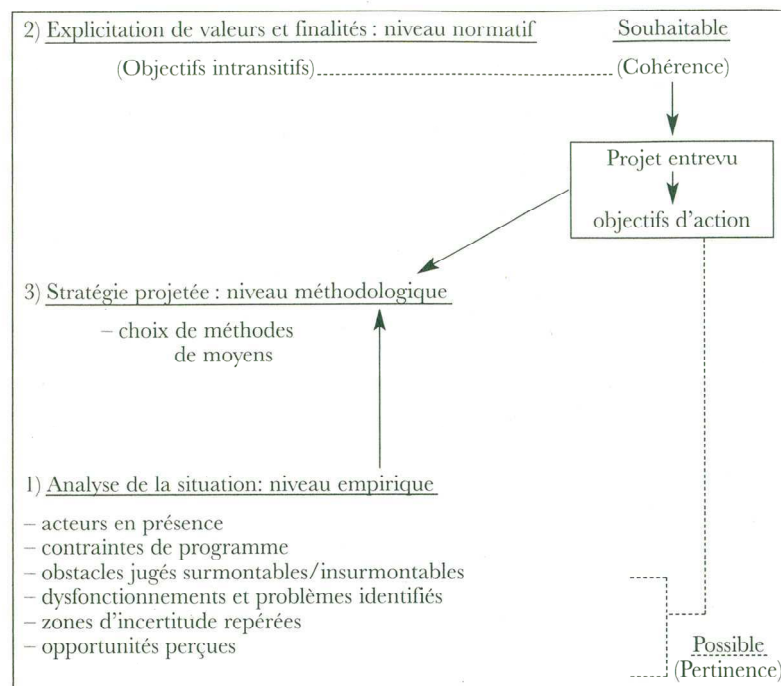 2) Explicitation de valeurs et finalités : niveau normatif Souhaitable
(Objectifs intransitifs) (Cohérence)
Projet entrevu
objectifs d'action
3) Stratégie projetée : niveau méthodologique
– choix de méthodes
de moyens
1) Analyse de la situation: niveau empirique
– acteurs en présence
– contraintes de programme
– obstacles jugés surmontables/insurmontables
– dysfonctionnements et problèmes identifiés
– zones d'incertitude repérées
– opportunités perçues
Possible
(Pertinence)